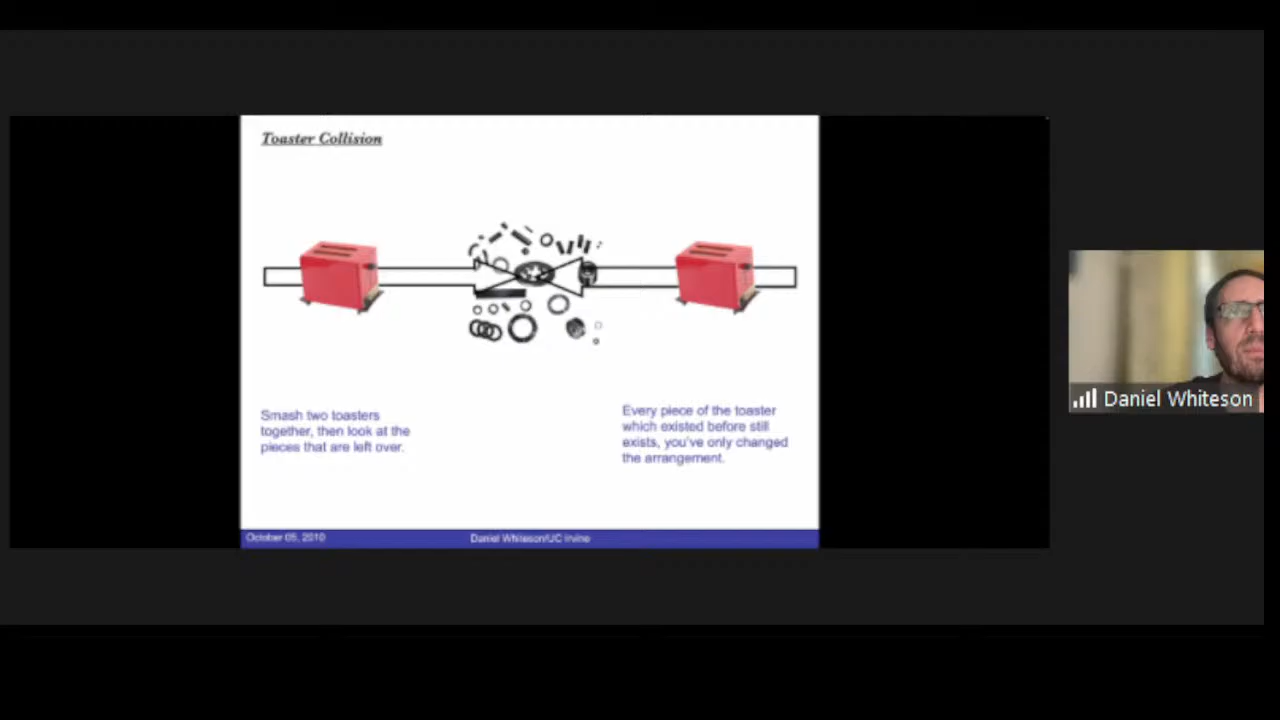 Toaster Collision
Smash two toasters
together, then look at the
pieces that are left over.
Every piece of the toaster
which existed before still
exists, you've only changed
the arrangement.
October 05, 2010
Daniel Whiteson/UC Irvine
Daniel Whiteson